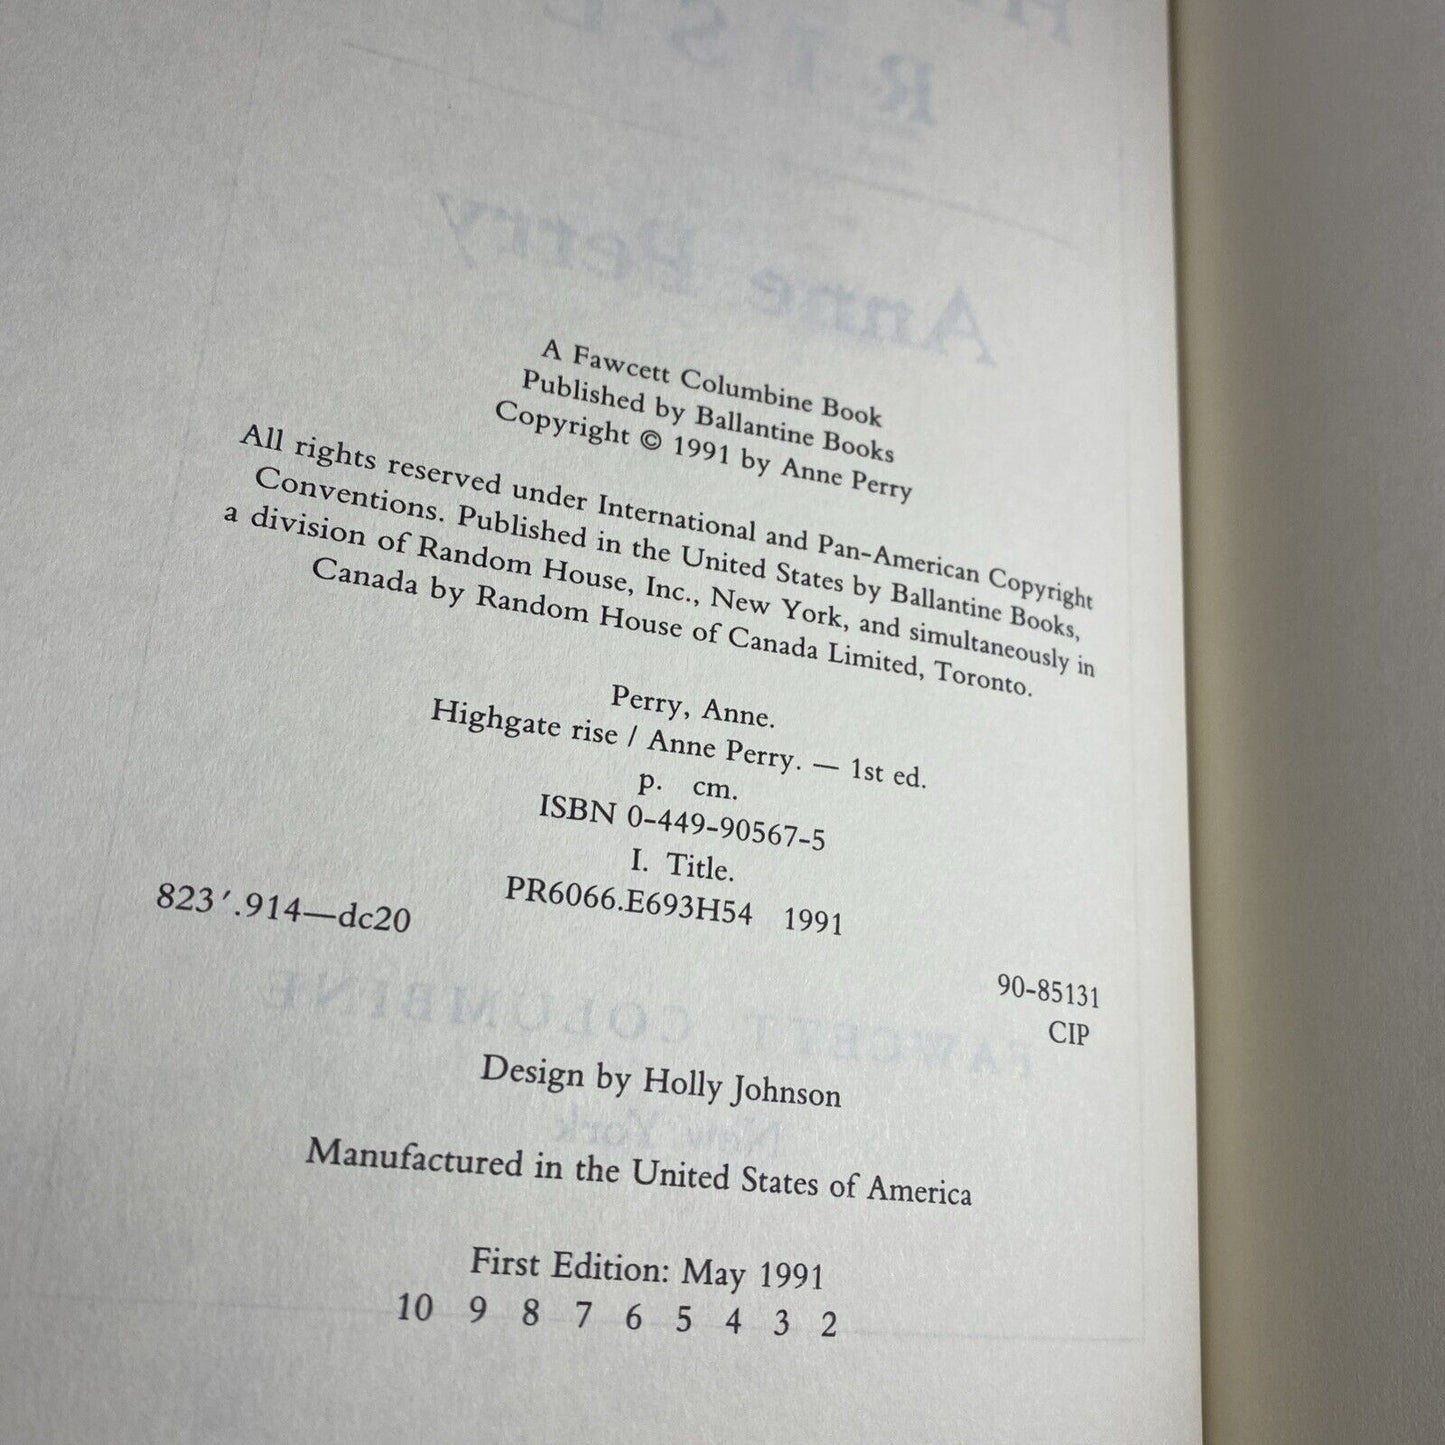 A Fawcett Columbine Book
Published by Ballantine Books
Copyright © 1991 by Anne Perry
All rights reserved under International and Pan-American Copyright
Conventions. Published in the United States by Ballantine Books,
a division of Random House, Inc., New York, and simultaneously in
Canada by Random House of Canada Limited, Toronto.
Perry, Anne.
Highgate rise / Anne Perry. — 1st ed.
p. cm.
ISBN 0-449-90567-5
I. Title.
PR6066.E693H54 1991
823′.914—dc20
90-85131
CIP
Design by Holly Johnson
Manufactured in the United States of America
First Edition: May 1991
10 9 8 7 6 5 4 3 2